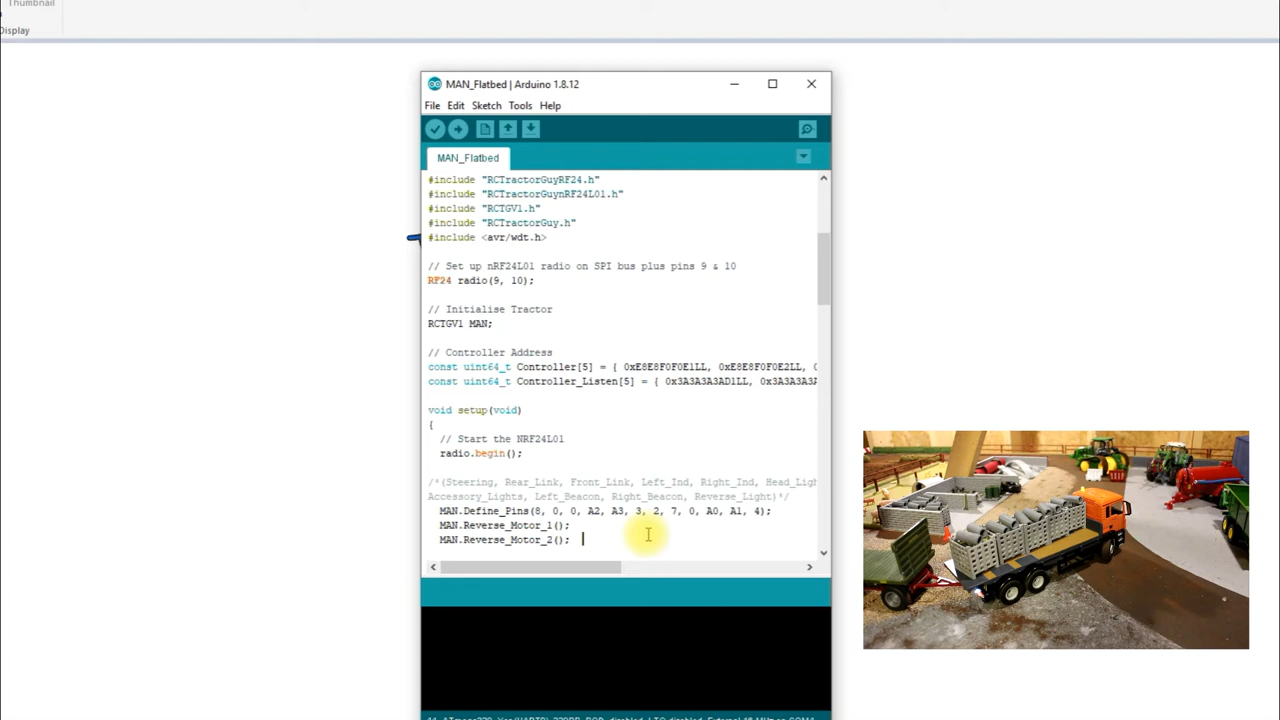 Thumbnail
Display
MAN_Flatbed | Arduino 1.8.12
File Edit Sketch Tools Help
MAN_Flatbed
#include "RCTractorGuyRF24.h"
#include "RCTractorGuynRF24L01.h"
#include "RCTGV1.h"
#include "RCTractorGuy.h"
#include <avr/wdt.h>
// Set up nRF24L01 radio on SPI bus plus pins 9 & 10
RF24 radio(9, 10);
// Initialise Tractor
RCTGV1 MAN;
// Controller Address
const uint64_t Controller[5] = { 0xE8E8F0F0E1LL, 0xE8E8F0F0E2LL, 0
const uint64_t Controller_Listen[5] = { 0x3A3A3A3AD1LL, 0x3A3A3A3A
void setup(void)
{
// Start the NRF24L01
radio.begin();
/*(Steering, Rear_Link, Front_Link, Left_Ind, Right_Ind, Head_Ligh
Accessory_Lights, Left_Beacon, Right_Beacon, Reverse_Light)*/
MAN.Define_Pins(8, 0, 0, A2, A3, 3, 2, 7, 0, A0, A1, 4);
MAN.Reverse_Motor_1();
MAN.Reverse_Motor_2();